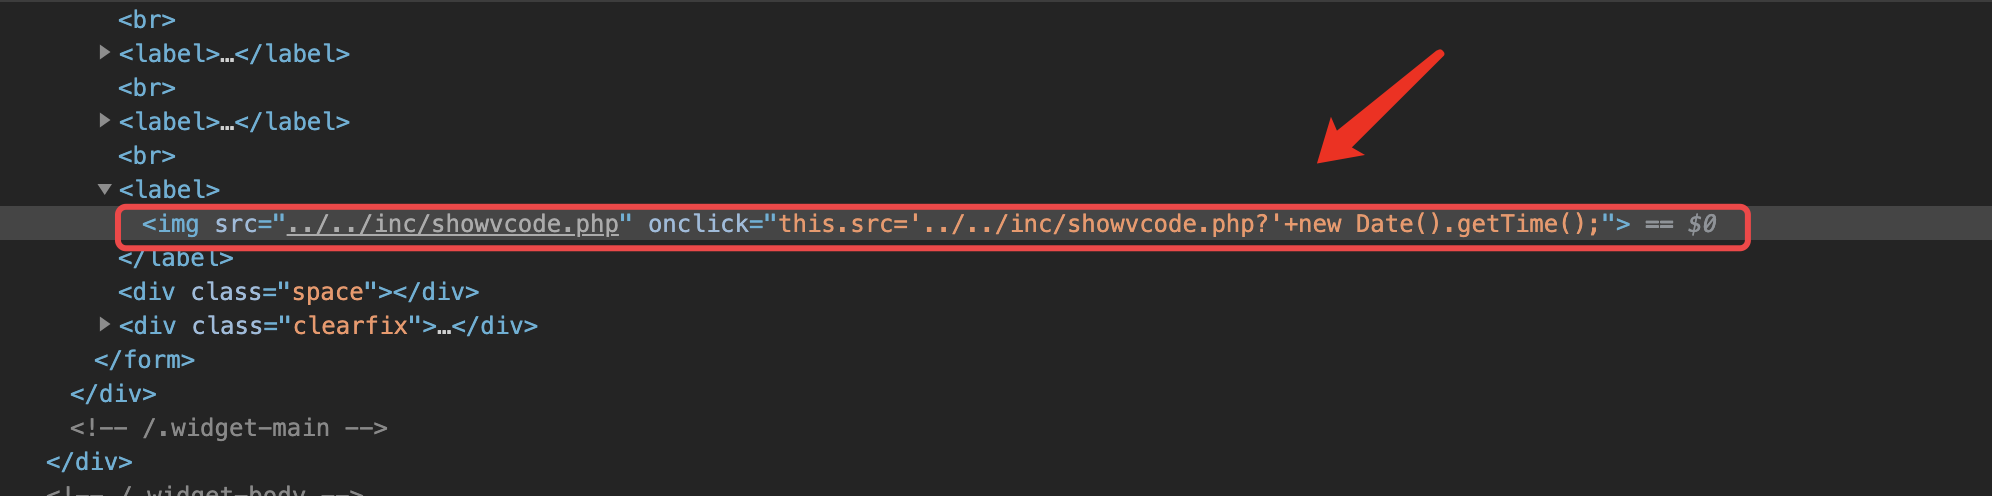 <br>
<label>…</label>
<br>
<label>…</label>
<br>
<label>
<img src="../../inc/showvcode.php" onclick="this.src='../../inc/showvcode.php?'+new Date().getTime();"> == $0
</label>
<div class="space"></div>
<div class="clearfix">…</div>
</form>
</div>
<!-- /.widget-main -->
</div>
<!-- /.widget-body -->